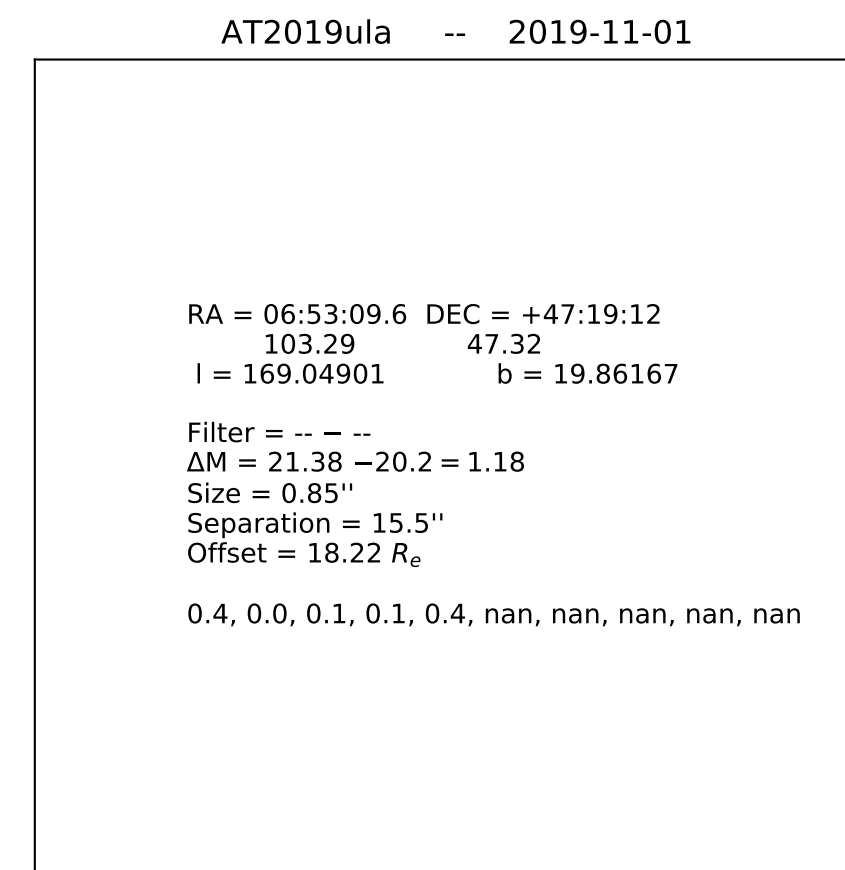 AT2019ula -- 2019-11-01
RA = 06:53:09.6 DEC = +47:19:12
103.29 47.32
l = 169.04901 b = 19.86167
Filter = -- − --
ΔM = 21.38 −20.2 = 1.18
Size = 0.85''
Separation = 15.5''
Offset = 18.22 Re
0.4, 0.0, 0.1, 0.1, 0.4, nan, nan, nan, nan, nan